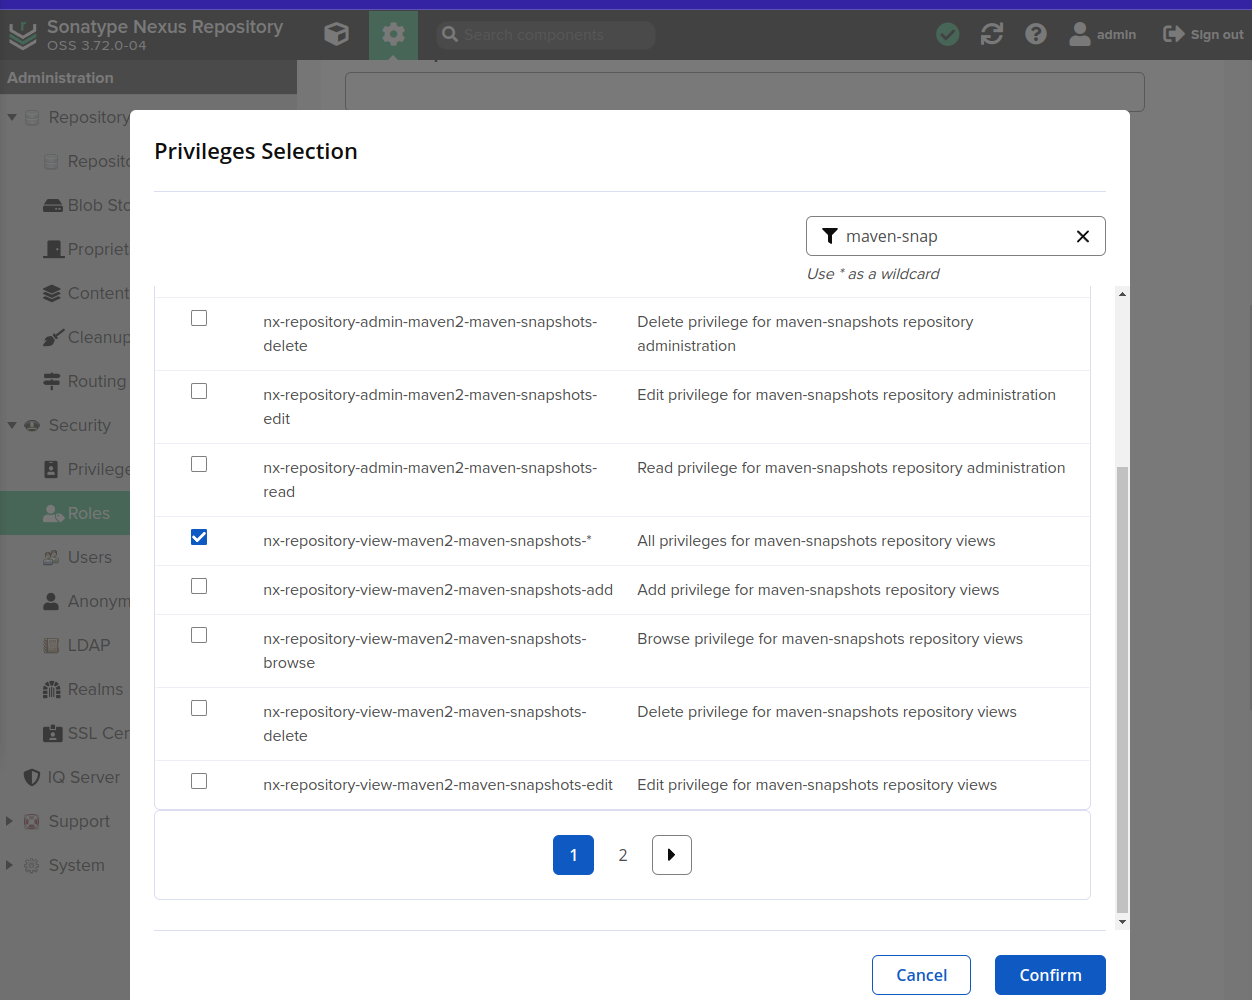 Sonatype Nexus Repository
OSS 3.72.0-04
Search components
admin
Sign out
Administration
Repository
Reposito
Blob Sto
Propriet
Content
Cleanup
Routing
Security
Privilege
Roles
Users
Anonym
LDAP
Realms
SSL Cer
IQ Server
Support
System
Privileges Selection
maven-snap
Use * as a wildcard
nx-repository-admin-maven2-maven-snapshots-
delete
Delete privilege for maven-snapshots repository
administration
nx-repository-admin-maven2-maven-snapshots-
edit
Edit privilege for maven-snapshots repository administration
nx-repository-admin-maven2-maven-snapshots-
read
Read privilege for maven-snapshots repository administration
nx-repository-view-maven2-maven-snapshots-*
All privileges for maven-snapshots repository views
nx-repository-view-maven2-maven-snapshots-add
Add privilege for maven-snapshots repository views
nx-repository-view-maven2-maven-snapshots-
browse
Browse privilege for maven-snapshots repository views
nx-repository-view-maven2-maven-snapshots-
delete
Delete privilege for maven-snapshots repository views
nx-repository-view-maven2-maven-snapshots-edit
Edit privilege for maven-snapshots repository views
1
2
Cancel
Confirm